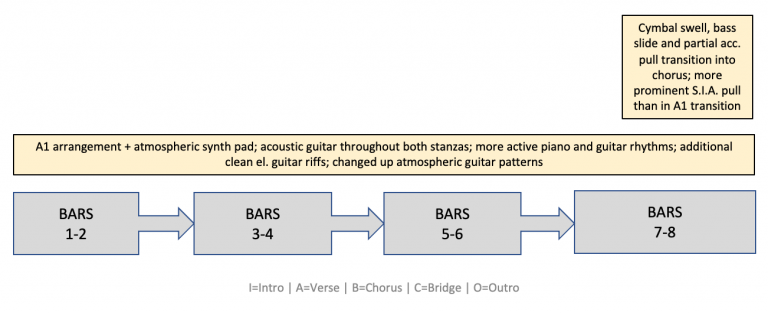 Cymbal swell, bass
slide and partial acc.
pull transition into
chorus; more
prominent S.I.A. pull
than in A1 transition
A1 arrangement + atmospheric synth pad; acoustic guitar throughout both stanzas; more active piano and guitar rhythms; additional
clean el. guitar riffs; changed up atmospheric guitar patterns
BARS
1-2
BARS
3-4
BARS
5-6
BARS
7-8
I=Intro | A=Verse | B=Chorus | C=Bridge | O=Outro